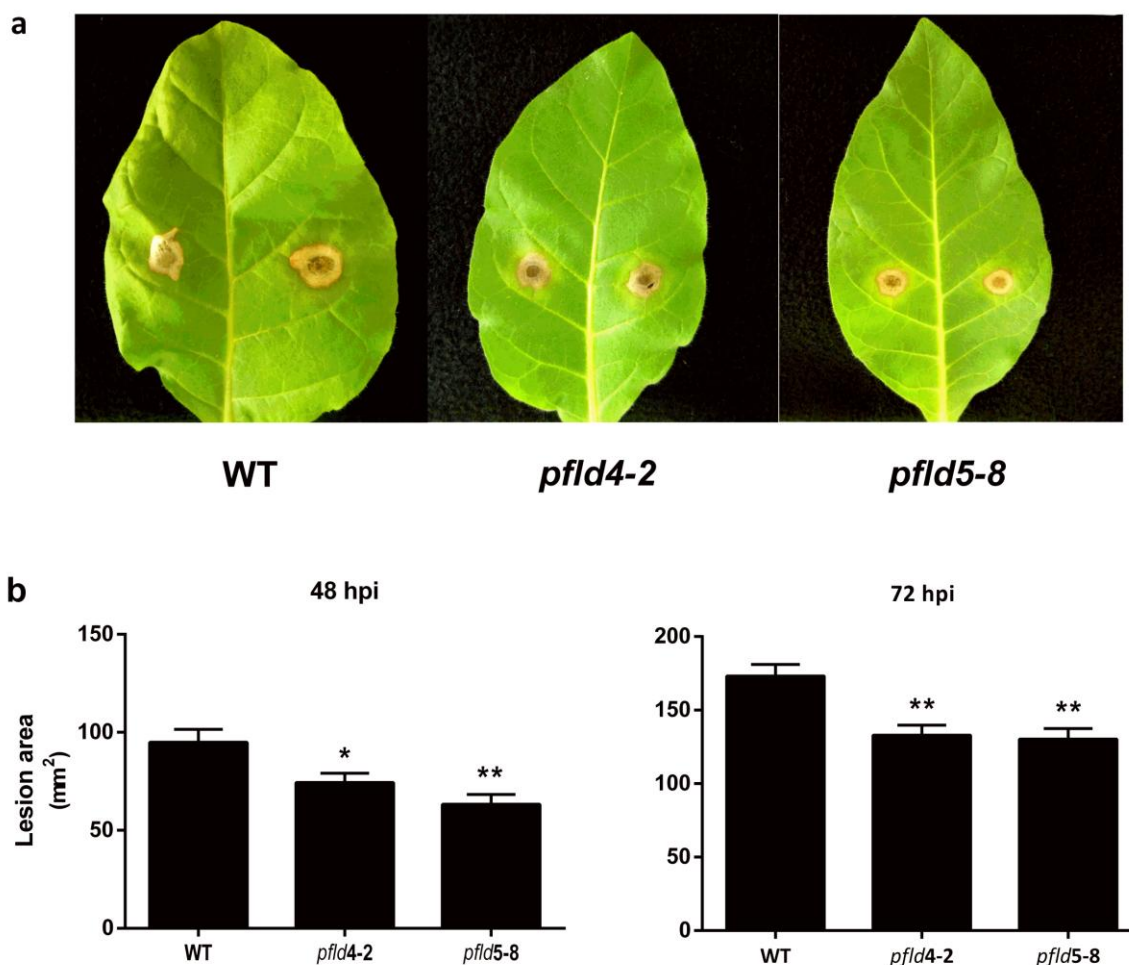 a
WT pfld4-2 pfld5-8
b
48 hpi
72 hpi
Lesion area
(mm²)
150
100
50
0
*
**
WT pfld4-2 pfld5-8
200
150
100
50
0
**
**
WT pfld4-2 pfld5-8